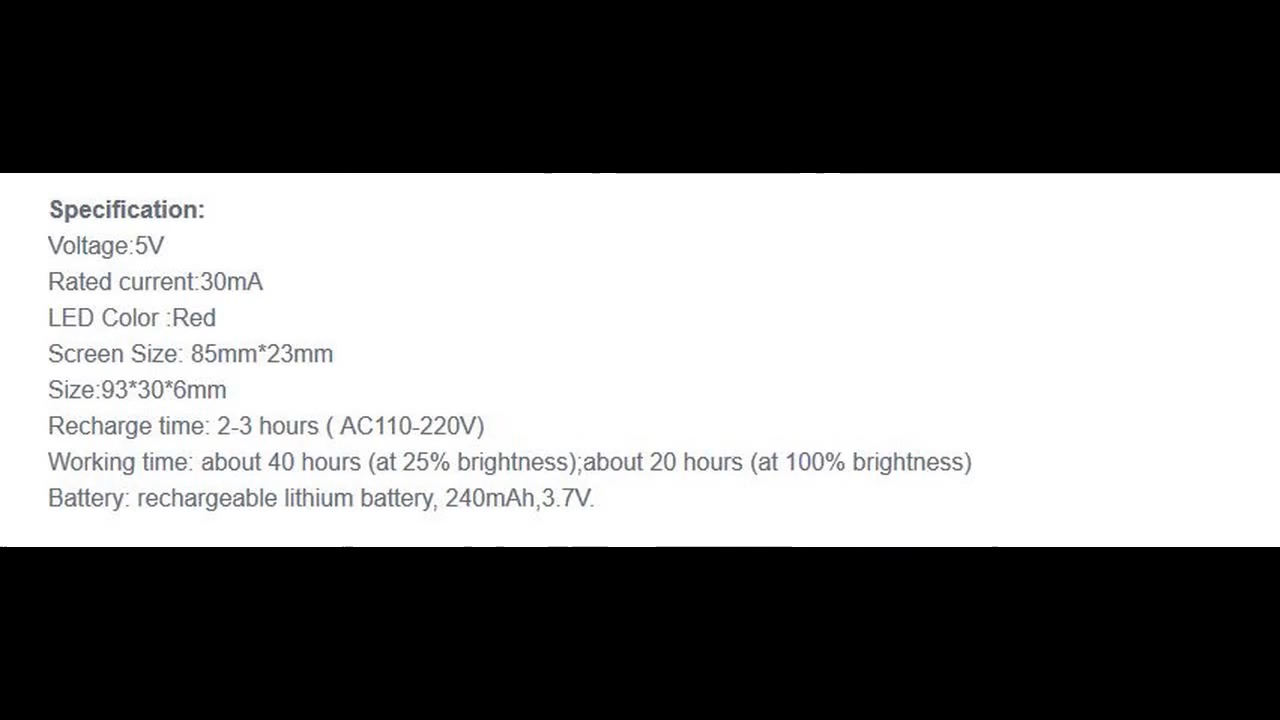 Specification:
Voltage:5V
Rated current:30mA
LED Color :Red
Screen Size: 85mm*23mm
Size:93*30*6mm
Recharge time: 2-3 hours ( AC110-220V)
Working time: about 40 hours (at 25% brightness);about 20 hours (at 100% brightness)
Battery: rechargeable lithium battery, 240mAh,3.7V.